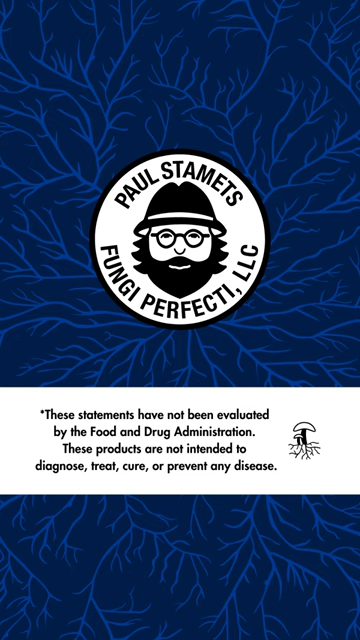 PAUL STAMETS
FUNGI PERFECTI, LLC
*These statements have not been evaluated
by the Food and Drug Administration.
These products are not intended to
diagnose, treat, cure, or prevent any disease.